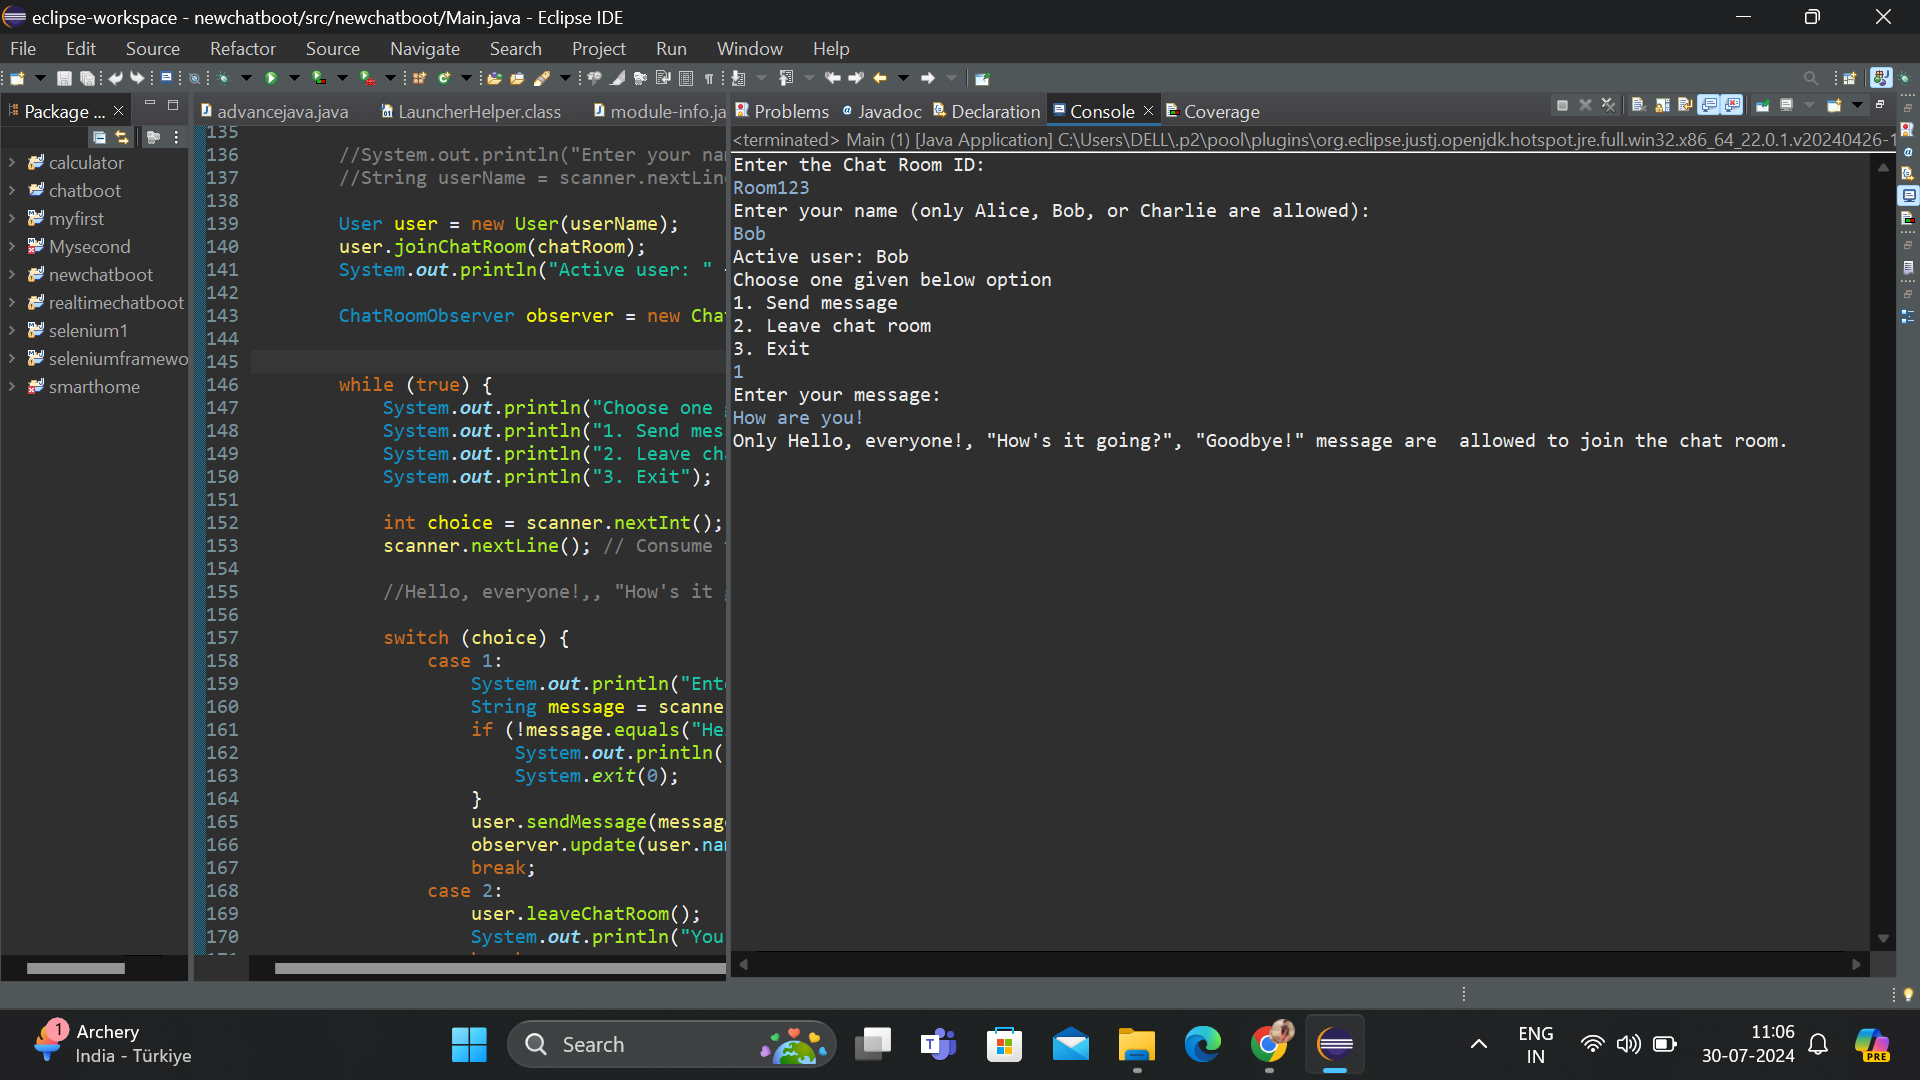 eclipse-workspace - newchatboot/src/newchatboot/Main.java - Eclipse IDE
File Edit Source Refactor Source Navigate Search Project Run Window Help
Package ...
calculator
chatboot
myfirst
Mysecond
newchatboot
realtimechatboot
selenium1
seleniumframewo
smarthome
advancejava.java LauncherHelper.class module-info.ja
135
136 //System.out.println("Enter your na
137 //String userName = scanner.nextLin
138
139 User user = new User(userName);
140 user.joinChatRoom(chatRoom);
141 System.out.println("Active user: " 
142
143 ChatRoomObserver observer = new Cha
144
145
146 while (true) {
147 System.out.println("Choose one
148 System.out.println("1. Send mes
149 System.out.println("2. Leave ch
150 System.out.println("3. Exit");
151
152 int choice = scanner.nextInt();
153 scanner.nextLine(); // Consume
154
155 //Hello, everyone!,, "How's it
156
157 switch (choice) {
158 case 1:
159 System.out.println("Ent
160 String message = scanne
161 if (!message.equals("He
162 System.out.println(
163 System.exit(0);
164 }
165 user.sendMessage(messag
166 observer.update(user.na
167 break;
168 case 2:
169 user.leaveChatRoom();
170 System.out.println("You
Problems Javadoc Declaration Console Coverage
<terminated> Main (1) [Java Application] C:\Users\DELL\.p2\pool\plugins\org.eclipse.justj.openjdk.hotspot.jre.full.win32.x86_64_22.0.1.v20240426-1
Enter the Chat Room ID:
Room123
Enter your name (only Alice, Bob, or Charlie are allowed):
Bob
Active user: Bob
Choose one given below option
1. Send message
2. Leave chat room
3. Exit
1
Enter your message:
How are you!
Only Hello, everyone!, "How's it going?", "Goodbye!" message are  allowed to join the chat room.
1
Archery
India - Türkiye
Search
ENG
IN
11:06
30-07-2024
PRE